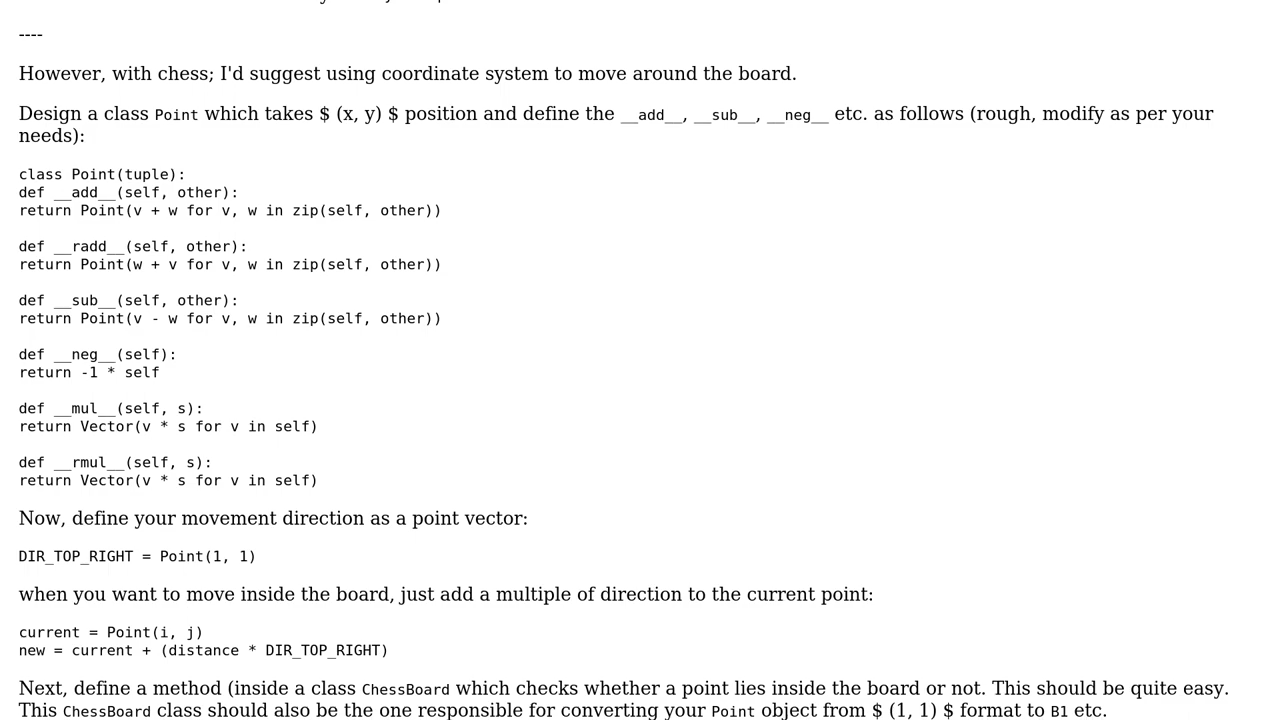 ----
However, with chess; I'd suggest using coordinate system to move around the board.
Design a class Point which takes $ (x, y) $ position and define the __add__, __sub__, __neg__ etc. as follows (rough, modify as per your
needs):
class Point(tuple):
def __add__(self, other):
return Point(v + w for v, w in zip(self, other))
def __radd__(self, other):
return Point(w + v for v, w in zip(self, other))
def __sub__(self, other):
return Point(v - w for v, w in zip(self, other))
def __neg__(self):
return -1 * self
def __mul__(self, s):
return Vector(v * s for v in self)
def __rmul__(self, s):
return Vector(v * s for v in self)
Now, define your movement direction as a point vector:
DIR_TOP_RIGHT = Point(1, 1)
when you want to move inside the board, just add a multiple of direction to the current point:
current = Point(i, j)
new = current + (distance * DIR_TOP_RIGHT)
Next, define a method (inside a class ChessBoard which checks whether a point lies inside the board or not. This should be quite easy.
This ChessBoard class should also be the one responsible for converting your Point object from $ (1, 1) $ format to B1 etc.